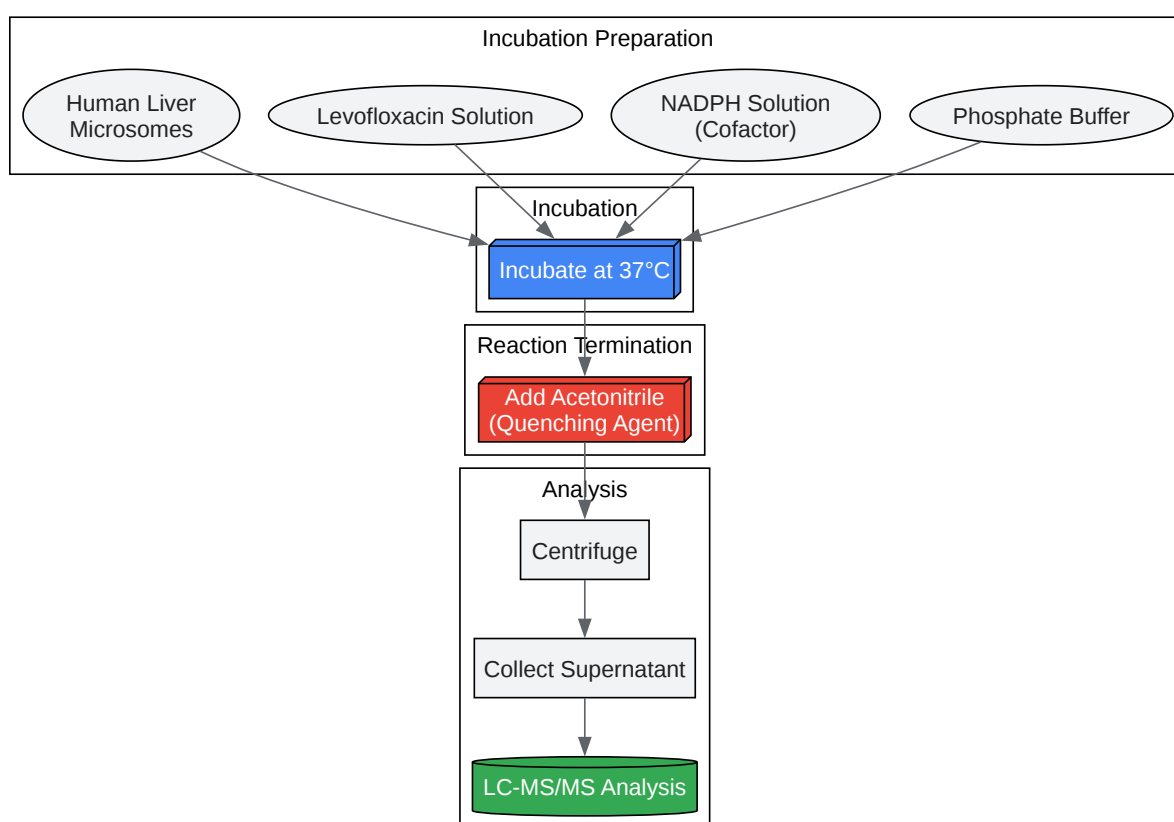 Incubation Preparation
Human Liver
Microsomes
Levofloxacin Solution
NADPH Solution
(Cofactor)
Phosphate Buffer
Incubation
Incubate at 37°C
Reaction Termination
Add Acetonitrile
(Quenching Agent)
Analysis
Centrifuge
Collect Supernatant
LC-MS/MS Analysis